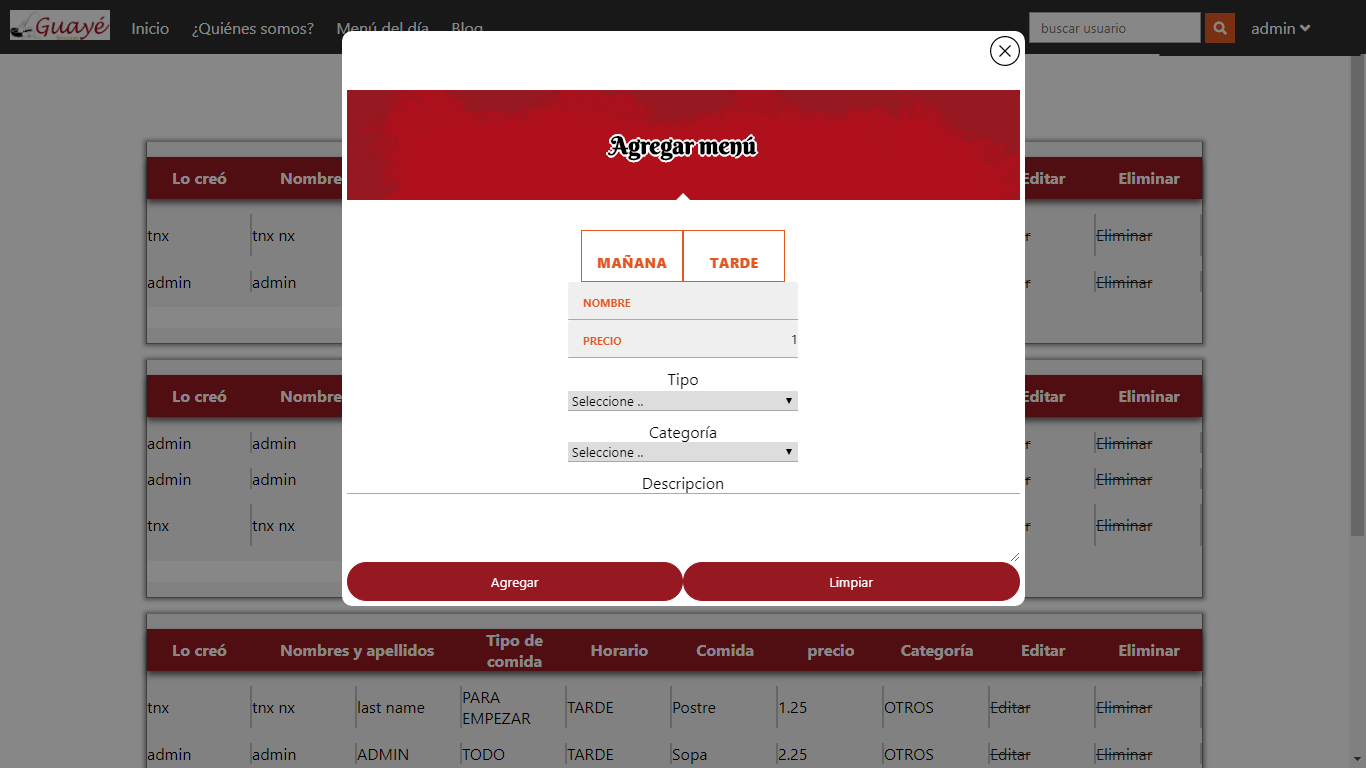 Guayé Inicio ¿Quiénes somos? Menú del día Blog buscar usuario admin
Agregar menú
Lo creó Nombre Editar Eliminar
tnx tnx nx Eliminar
admin admin Eliminar
MAÑANA TARDE
NOMBRE
PRECIO 1
Tipo
Seleccione ..
Categoría
Seleccione ..
Descripcion
Agregar Limpiar
Lo creó Nombre Editar Eliminar
admin admin Eliminar
admin admin Eliminar
tnx tnx nx Eliminar
Lo creó Nombres y apellidos Tipo de comida Horario Comida precio Categoría Editar Eliminar
tnx tnx nx last name PARA EMPEZAR TARDE Postre 1.25 OTROS Editar Eliminar
admin admin ADMIN TODO TARDE Sopa 2.25 OTROS Editar Eliminar